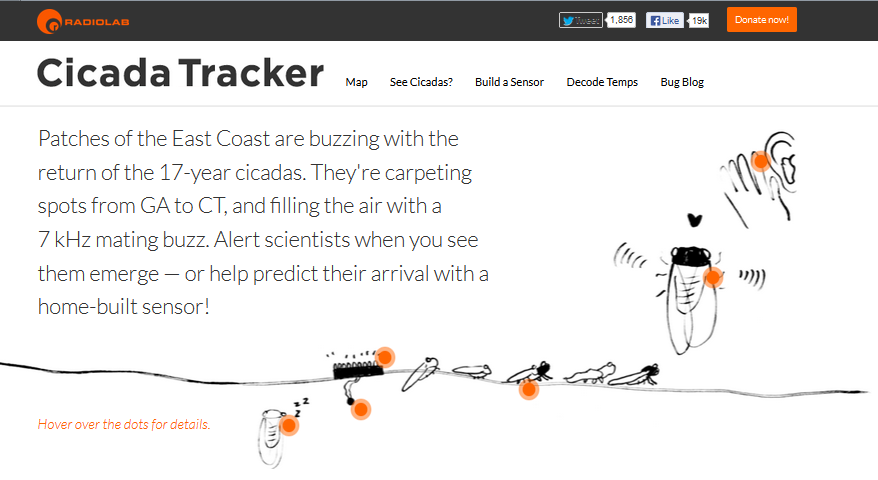 RADIOLAB
Tweet 1,856 Like 19k Donate now!
Cicada Tracker
Map See Cicadas? Build a Sensor Decode Temps Bug Blog
Patches of the East Coast are buzzing with the
return of the 17-year cicadas. They're carpeting
spots from GA to CT, and filling the air with a
7 kHz mating buzz. Alert scientists when you see
them emerge — or help predict their arrival with a
home-built sensor!
z z z
Hover over the dots for details.